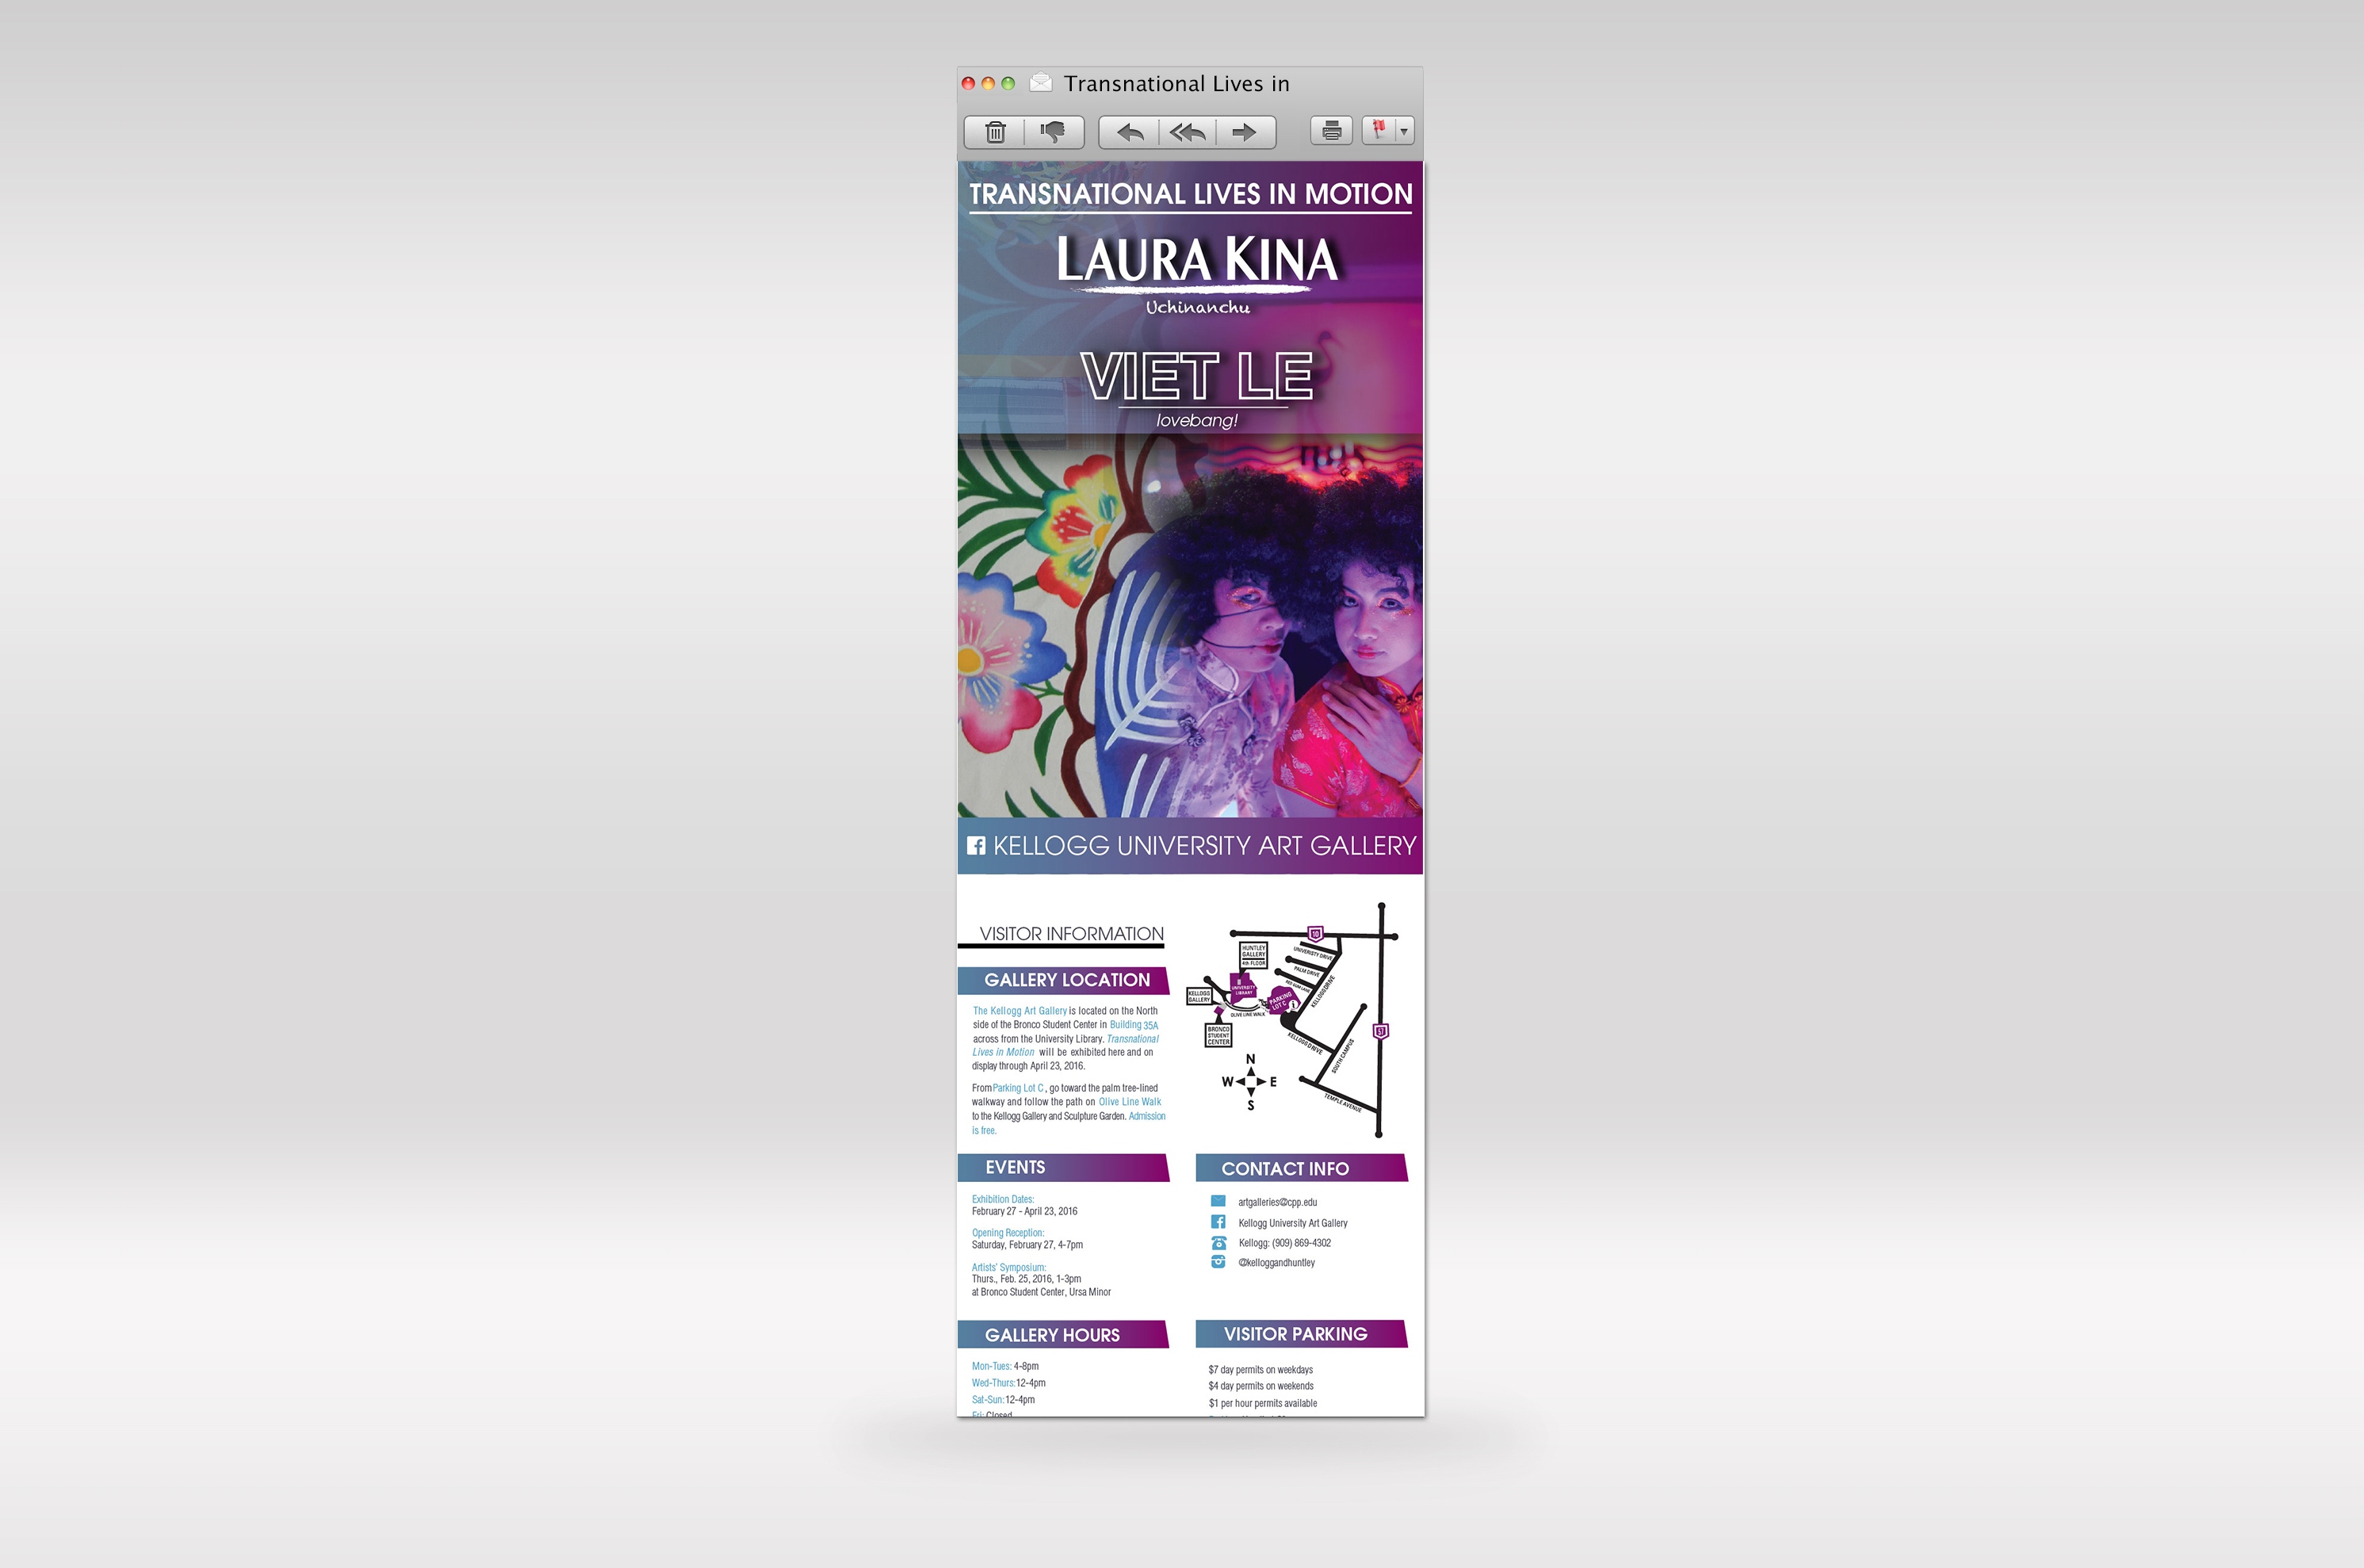 Transnational Lives in
TRANSNATIONAL LIVES IN MOTION
LAURA KINA
Uchinanchu
VIET LE
lovebang!
KELLOGG UNIVERSITY ART GALLERY
VISITOR INFORMATION
GALLERY LOCATION
The Kellogg Art Gallery is located on the North
side of the Bronco Student Center in Building 35A
across from the University Library. Transnational
Lives in Motion will be exhibited here and on
display through April 23, 2016.
From Parking Lot C, go toward the palm tree-lined
walkway and follow the path on Olive Line Walk
to the Kellogg Gallery and Sculpture Garden. Admission
is free.
10
HUNTLEY
GALLERY
4th FLOOR
UNIVERISTY DRIVE
PALM DRIVE
RED GUM LANE
KELLOGG DRIVE
UNIVERSITY
LIBRARY
KELLOGG
GALLERY
PARKING
LOT C
i
OLIVE LINE WALK
BRONCO
STUDENT
CENTER
KELLOGG DRIVE
SOUTH CAMPUS
57
TEMPLE AVENUE
N
W E
S
EVENTS
Exhibition Dates:
February 27 - April 23, 2016
Opening Reception:
Saturday, February 27, 4-7pm
Artists' Symposium:
Thurs., Feb. 25, 2016, 1-3pm
at Bronco Student Center, Ursa Minor
CONTACT INFO
artgalleries@cpp.edu
Kellogg University Art Gallery
Kellogg: (909) 869-4302
@kelloggandhuntley
GALLERY HOURS
Mon-Tues: 4-8pm
Wed-Thurs: 12-4pm
Sat-Sun: 12-4pm
Fri: Closed
VISITOR PARKING
$7 day permits on weekdays
$4 day permits on weekends
$1 per hour permits available